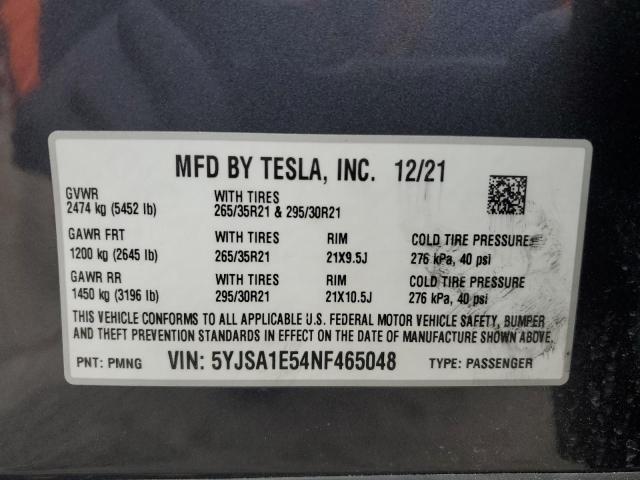 MFD BY TESLA, INC. 12/21
GVWR WITH TIRES
2474 kg (5452 lb) 265/35R21 & 295/30R21
GAWR FRT WITH TIRES RIM COLD TIRE PRESSURE:
1200 kg (2645 lb) 265/35R21 21X9.5J 276 kPa, 40 psi
GAWR RR WITH TIRES RIM COLD TIRE PRESSURE:
1450 kg (3196 lb) 295/30R21 21X10.5J 276 kPa, 40 psi
THIS VEHICLE CONFORMS TO ALL APPLICABLE U.S. FEDERAL MOTOR VEHICLE SAFETY, BUMPER
AND THEFT PREVENTION STANDARDS IN EFFECT ON THE DATE OF MANUFACTURE SHOWN ABOVE.
PNT: PMNG VIN: 5YJSA1E54NF465048 TYPE: PASSENGER